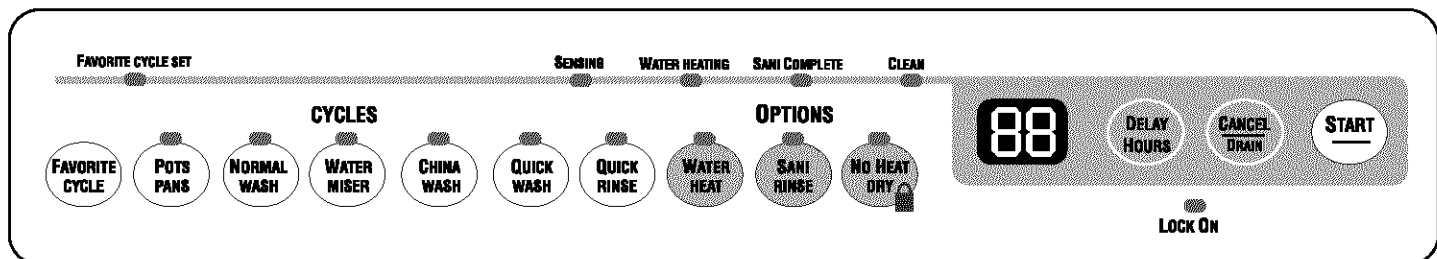 FAVORITE CYCLE SET
SENSING
WATER HEATING
SANI COMPLETE
CLEAN
CYCLES
OPTIONS
FAVORITE
CYCLE
POTS
PANS
NORMAL
WASH
WATER
MISER
CHINA
WASH
QUICK
WASH
QUICK
RINSE
WATER
HEAT
SANI
RINSE
NO HEAT
DRY
88
DELAY
HOURS
CANCEL
DRAIN
START
LOCK ON